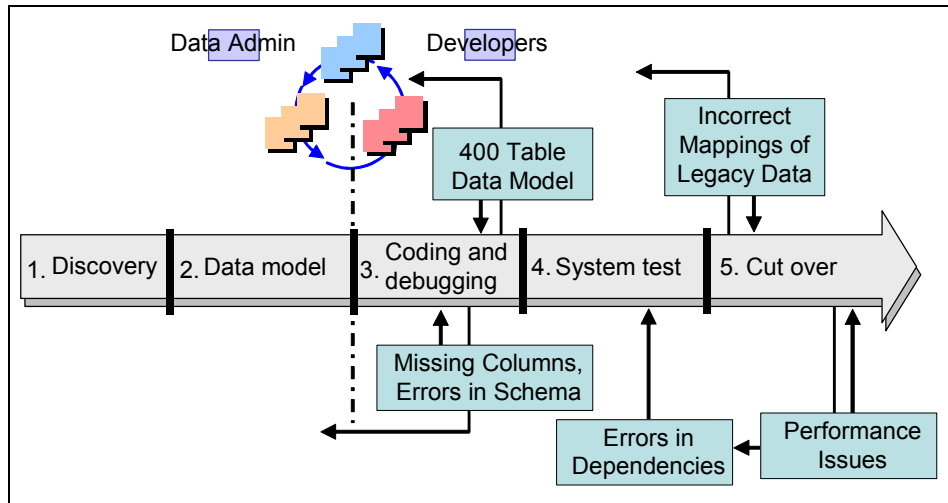 Data Admin
Developers
400 Table
Data Model
Incorrect
Mappings of
Legacy Data
1. Discovery
2. Data model
3. Coding and
debugging
4. System test
5. Cut over
Missing Columns,
Errors in Schema
Errors in
Dependencies
Performance
Issues